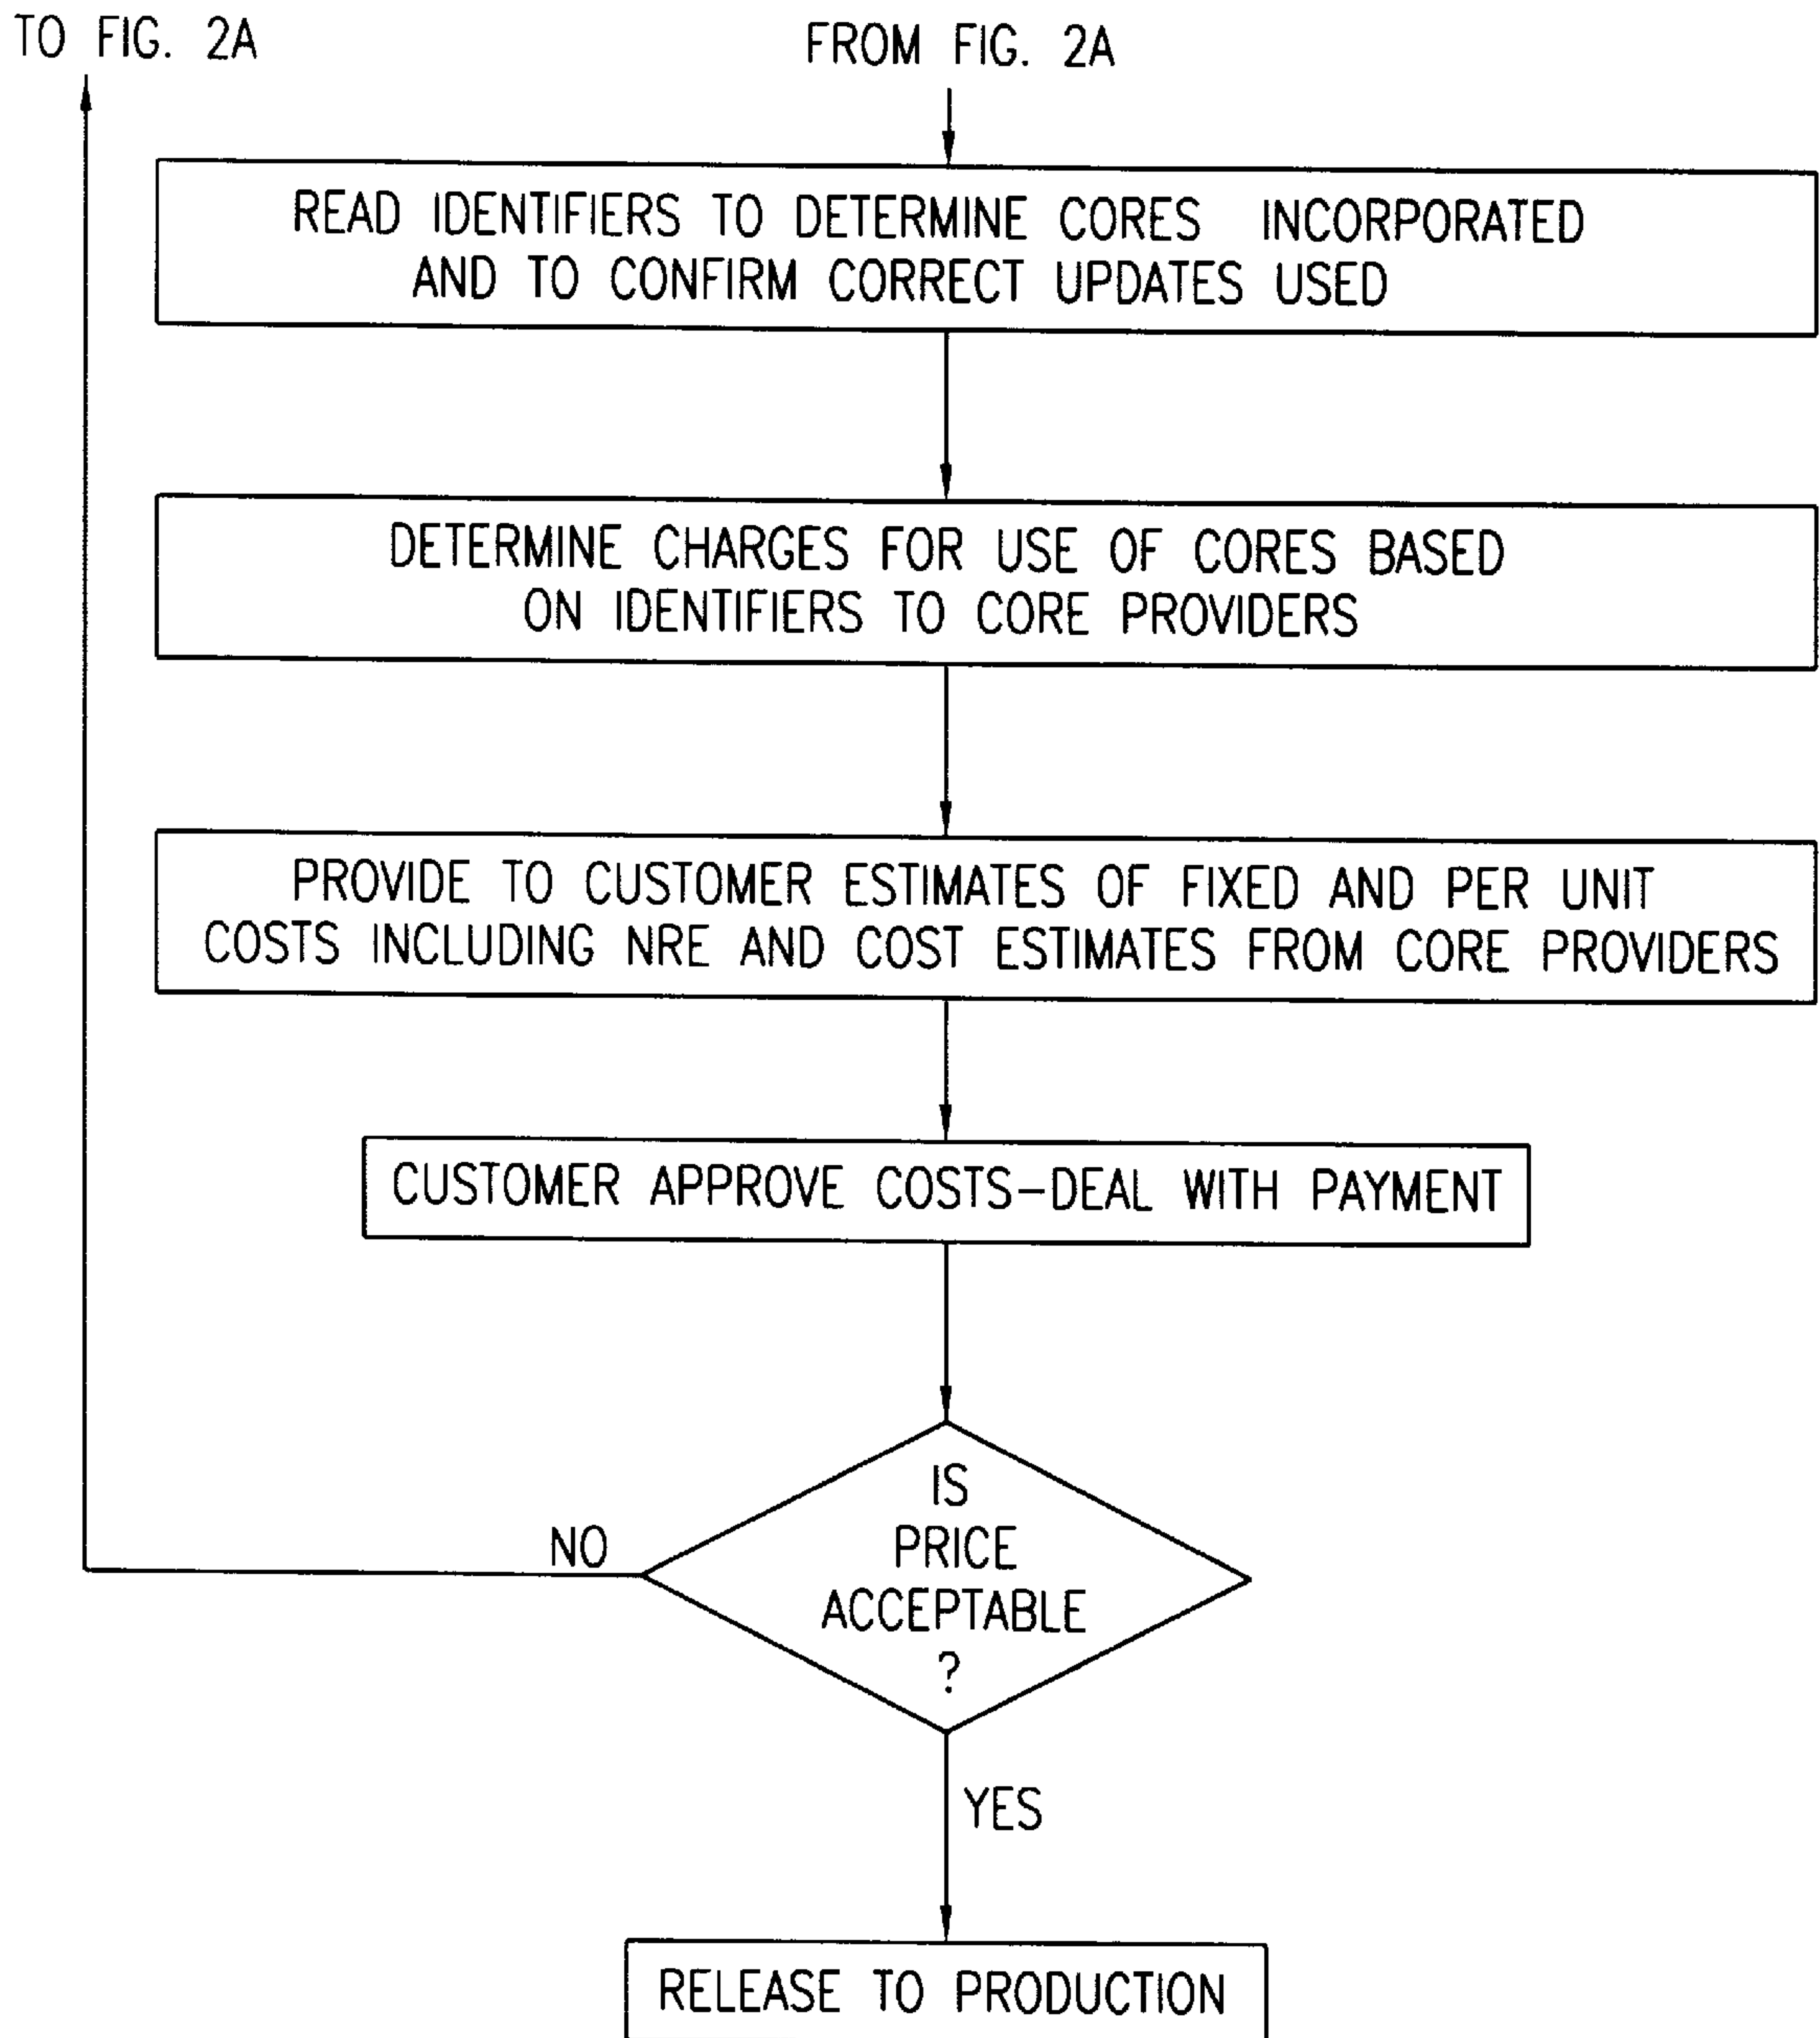 TO FIG. 2A
FROM FIG. 2A
READ IDENTIFIERS TO DETERMINE CORES INCORPORATED
AND TO CONFIRM CORRECT UPDATES USED
DETERMINE CHARGES FOR USE OF CORES BASED
ON IDENTIFIERS TO CORE PROVIDERS
PROVIDE TO CUSTOMER ESTIMATES OF FIXED AND PER UNIT
COSTS INCLUDING NRE AND COST ESTIMATES FROM CORE PROVIDERS
CUSTOMER APPROVE COSTS-DEAL WITH PAYMENT
IS
PRICE
ACCEPTABLE
?
NO
YES
RELEASE TO PRODUCTION